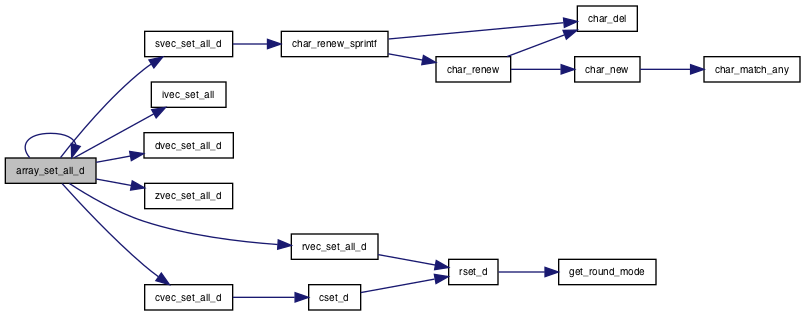 array_set_all_d
svec_set_all_d
char_renew_sprintf
char_del
char_renew
char_new
char_match_any
ivec_set_all
dvec_set_all_d
zvec_set_all_d
rvec_set_all_d
rset_d
get_round_mode
cvec_set_all_d
cset_d